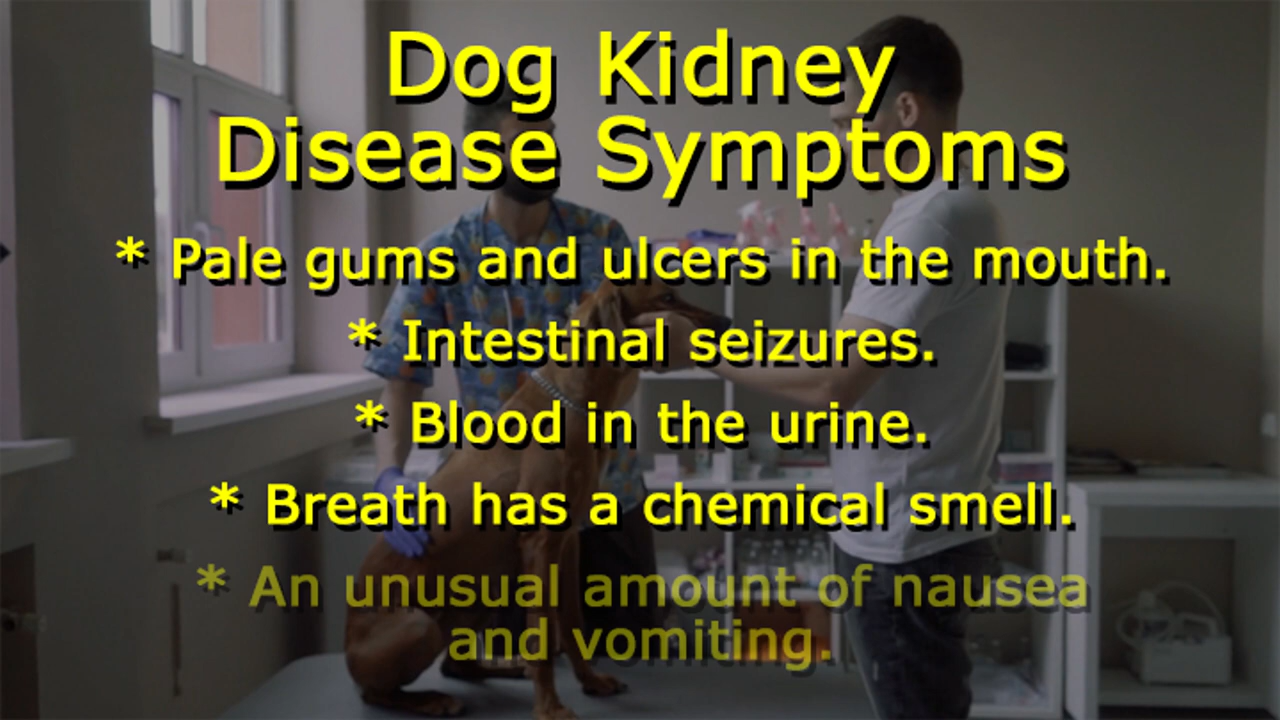 Dog Kidney
Disease Symptoms
* Pale gums and ulcers in the mouth.
* Intestinal seizures.
* Blood in the urine.
* Breath has a chemical smell.
* An unusual amount of nausea
and vomiting.